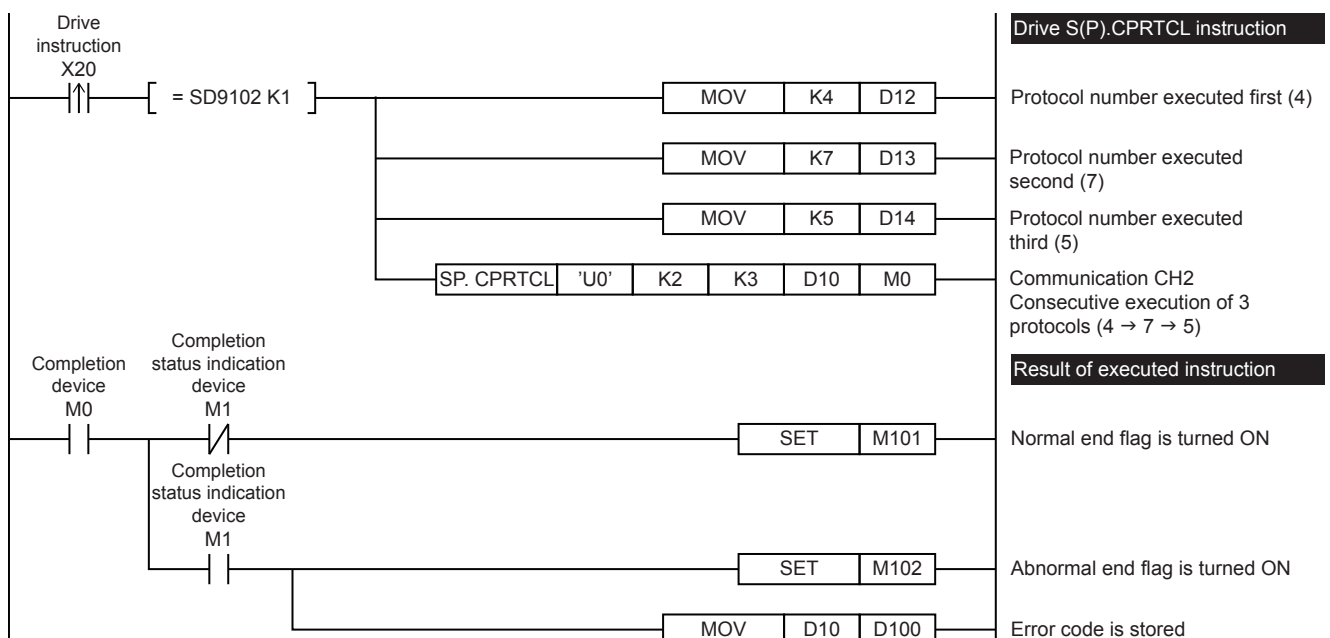 Drive
instruction
X20
Drive S(P).CPRTCL instruction
= SD9102 K1
MOV K4 D12
Protocol number executed first (4)
MOV K7 D13
Protocol number executed
second (7)
MOV K5 D14
Protocol number executed
third (5)
SP. CPRTCL 'U0' K2 K3 D10 M0
Communication CH2
Consecutive execution of 3
protocols (4 → 7 → 5)
Completion
device
M0
Completion
status indication
device
M1
Result of executed instruction
SET M101
Normal end flag is turned ON
Completion
status indication
device
M1
SET M102
Abnormal end flag is turned ON
MOV D10 D100
Error code is stored